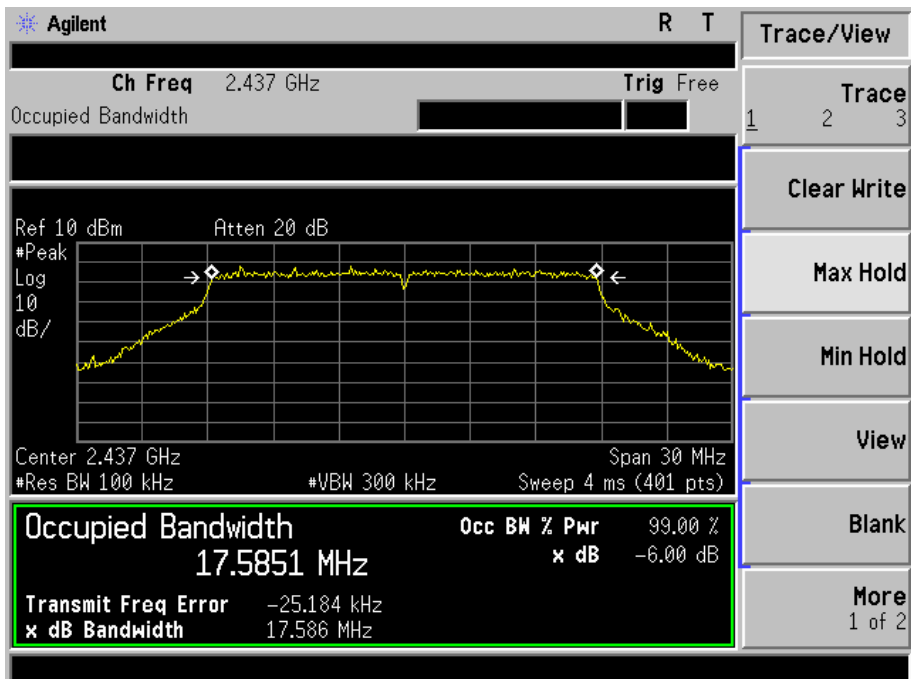 Agilent R T
Trace/View
Ch Freq 2.437 GHz Trig Free
Occupied Bandwidth
Trace
1 2 3
Clear Write
Max Hold
Min Hold
View
Blank
More
1 of 2
Ref 10 dBm Atten 20 dB
#Peak
Log
10
dB/
Center 2.437 GHz Span 30 MHz
#Res BW 100 kHz #VBW 300 kHz Sweep 4 ms (401 pts)
Occupied Bandwidth
17.5851 MHz
Occ BW % Pwr 99.00 %
x dB -6.00 dB
Transmit Freq Error -25.184 kHz
x dB Bandwidth 17.586 MHz